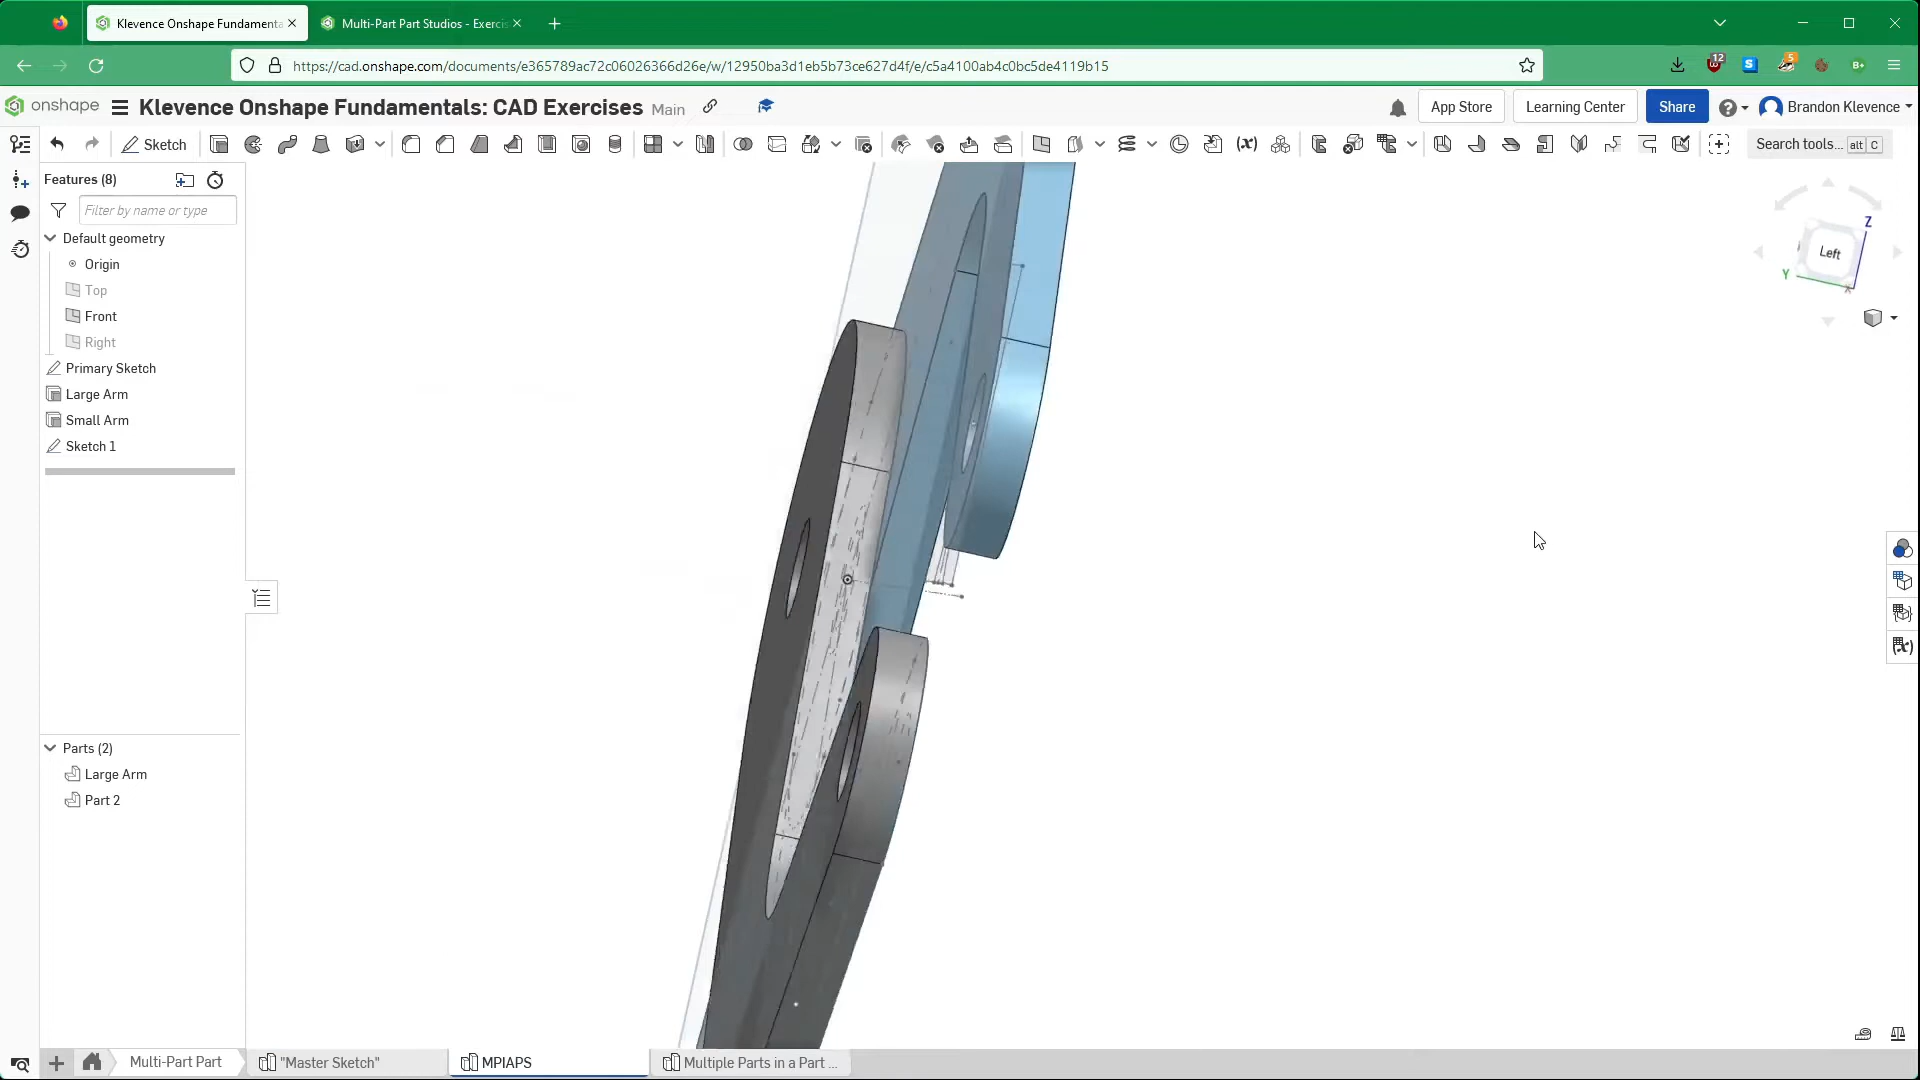 Klevence Onshape Fundamenta
Multi-Part Part Studios - Exerci
https://cad.onshape.com/documents/e365789ac72c06026366d26e/w/12950ba3d1eb5b73ce627d4f/e/c5a4100ab4c0bc5de4119b15
12
S
5
B+
onshape
Klevence Onshape Fundamentals: CAD Exercises
Main
App Store
Learning Center
Share
Brandon Klevence
Sketch
(x)
Search tools...
alt
C
Features (8)
Filter by name or type
Default geometry
Origin
Top
Front
Right
Primary Sketch
Large Arm
Small Arm
Sketch 1
Z
Left
Y
X
Parts (2)
Large Arm
Part 2
Multi-Part Part
"Master Sketch"
MPIAPS
Multiple Parts in a Part ...